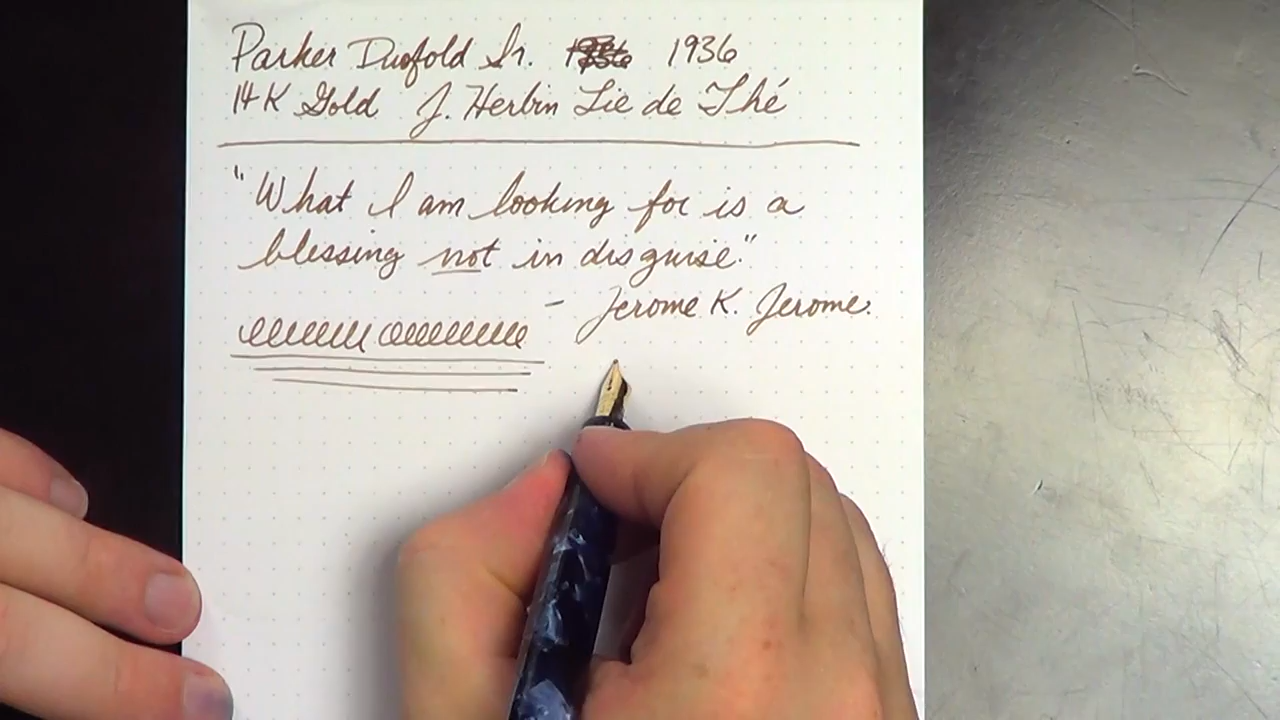 Parker Duofold Sr. 1936
14K Gold J. Herbin Lie de Thé
"What I am looking for is a
blessing not in disguise."
- Jerome K. Jerome.